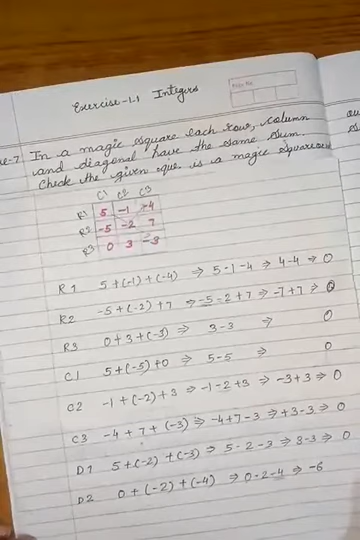 Exercise-1.1 Integers
Page No.
In a magic square each row, column
and diagonal have the same sum.
Check the given sque. is a magic square
C1 C2 C3
R1 5 -1 -4
R2 -5 -2 7
R3 0 3 -3
R1 5+(-1)+(-4) ⇒ 5-1-4 ⇒ 4-4 ⇒ 0
R2 -5+(-2)+7 ⇒ -5-2+7 ⇒ -7+7 ⇒ 0
R3 0+3+(-3) ⇒ 3-3 ⇒ 0
C1 5+(-5)+0 ⇒ 5-5 ⇒ 0
C2 -1+(-2)+3 ⇒ -1-2+3 ⇒ -3+3 ⇒ 0
C3 -4+7+(-3) ⇒ -4+7-3 ⇒ +3-3 ⇒ 0
D1 5+(-2)+(-3) ⇒ 5-2-3 ⇒ 3-3 ⇒ 0
D2 0+(-2)+(-4) ⇒ 0-2-4 ⇒ -6